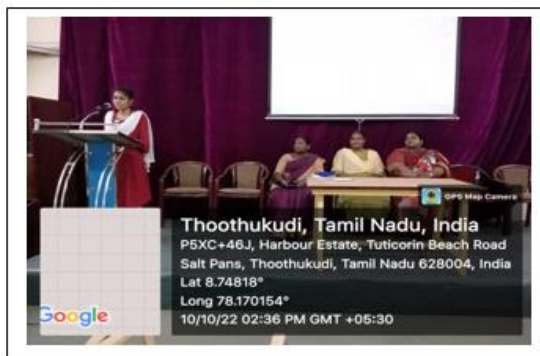 GPS Map Camera
Thoothukudi, Tamil Nadu, India
P5XC+46J, Harbour Estate, Tuticorin Beach Road
Salt Pans, Thoothukudi, Tamil Nadu 628004, India
Lat 8.74818°
Long 78.170154°
10/10/22 02:36 PM GMT +05:30
Google